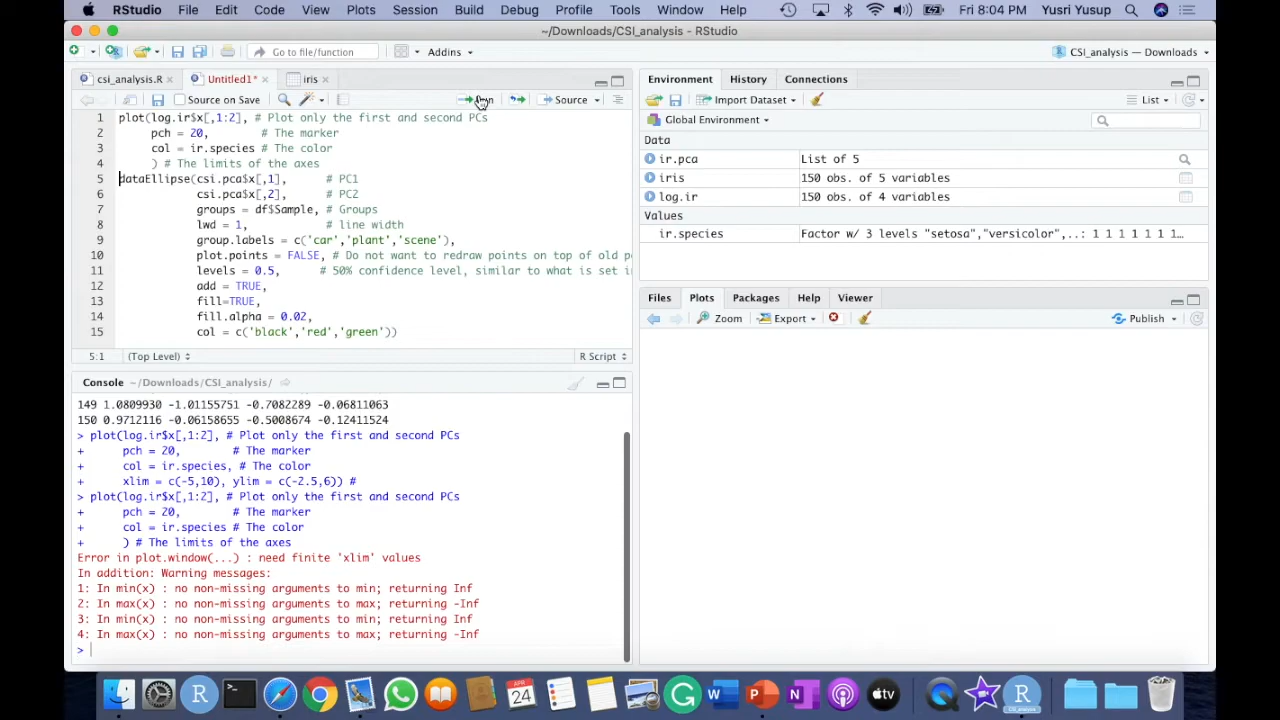 RStudio File Edit Code View Plots Session Build Debug Profile Tools Window Help Fri 8:04 PM Yusri Yusup
~/Downloads/CSI_analysis - RStudio
Go to file/function Addins CSI_analysis — Downloads
csi_analysis.R Untitled1* iris
Source on Save Run Source
1 plot(log.ir$x[,1:2], # Plot only the first and second PCs
2 pch = 20, # The marker
3 col = ir.species # The color
4 ) # The limits of the axes
5 dataEllipse(csi.pca$x[,1], # PC1
6 csi.pca$x[,2], # PC2
7 groups = df$Sample, # Groups
8 lwd = 1, # line width
9 group.labels = c('car','plant','scene'),
10 plot.points = FALSE, # Do not want to redraw points on top of old p
11 levels = 0.5, # 50% confidence level, similar to what is set i
12 add = TRUE,
13 fill=TRUE,
14 fill.alpha = 0.02,
15 col = c('black','red','green'))
5:1 (Top Level) R Script
Console ~/Downloads/CSI_analysis/
149 1.0809930 -1.01155751 -0.7082289 -0.06811063
150 0.9712116 -0.06158655 -0.5008674 -0.12411524
> plot(log.ir$x[,1:2], # Plot only the first and second PCs
+ pch = 20, # The marker
+ col = ir.species, # The color
+ xlim = c(-5,10), ylim = c(-2.5,6)) #
> plot(log.ir$x[,1:2], # Plot only the first and second PCs
+ pch = 20, # The marker
+ col = ir.species # The color
+ ) # The limits of the axes
Error in plot.window(...) : need finite 'xlim' values
In addition: Warning messages:
1: In min(x) : no non-missing arguments to min; returning Inf
2: In max(x) : no non-missing arguments to max; returning -Inf
3: In min(x) : no non-missing arguments to min; returning Inf
4: In max(x) : no non-missing arguments to max; returning -Inf
>
Environment History Connections
Import Dataset List
Global Environment
Data
ir.pca List of 5
iris 150 obs. of 5 variables
log.ir 150 obs. of 4 variables
Values
ir.species Factor w/ 3 levels "setosa","versicolor",..: 1 1 1 1 1 1 1…
Files Plots Packages Help Viewer
Zoom Export Publish
APR
24